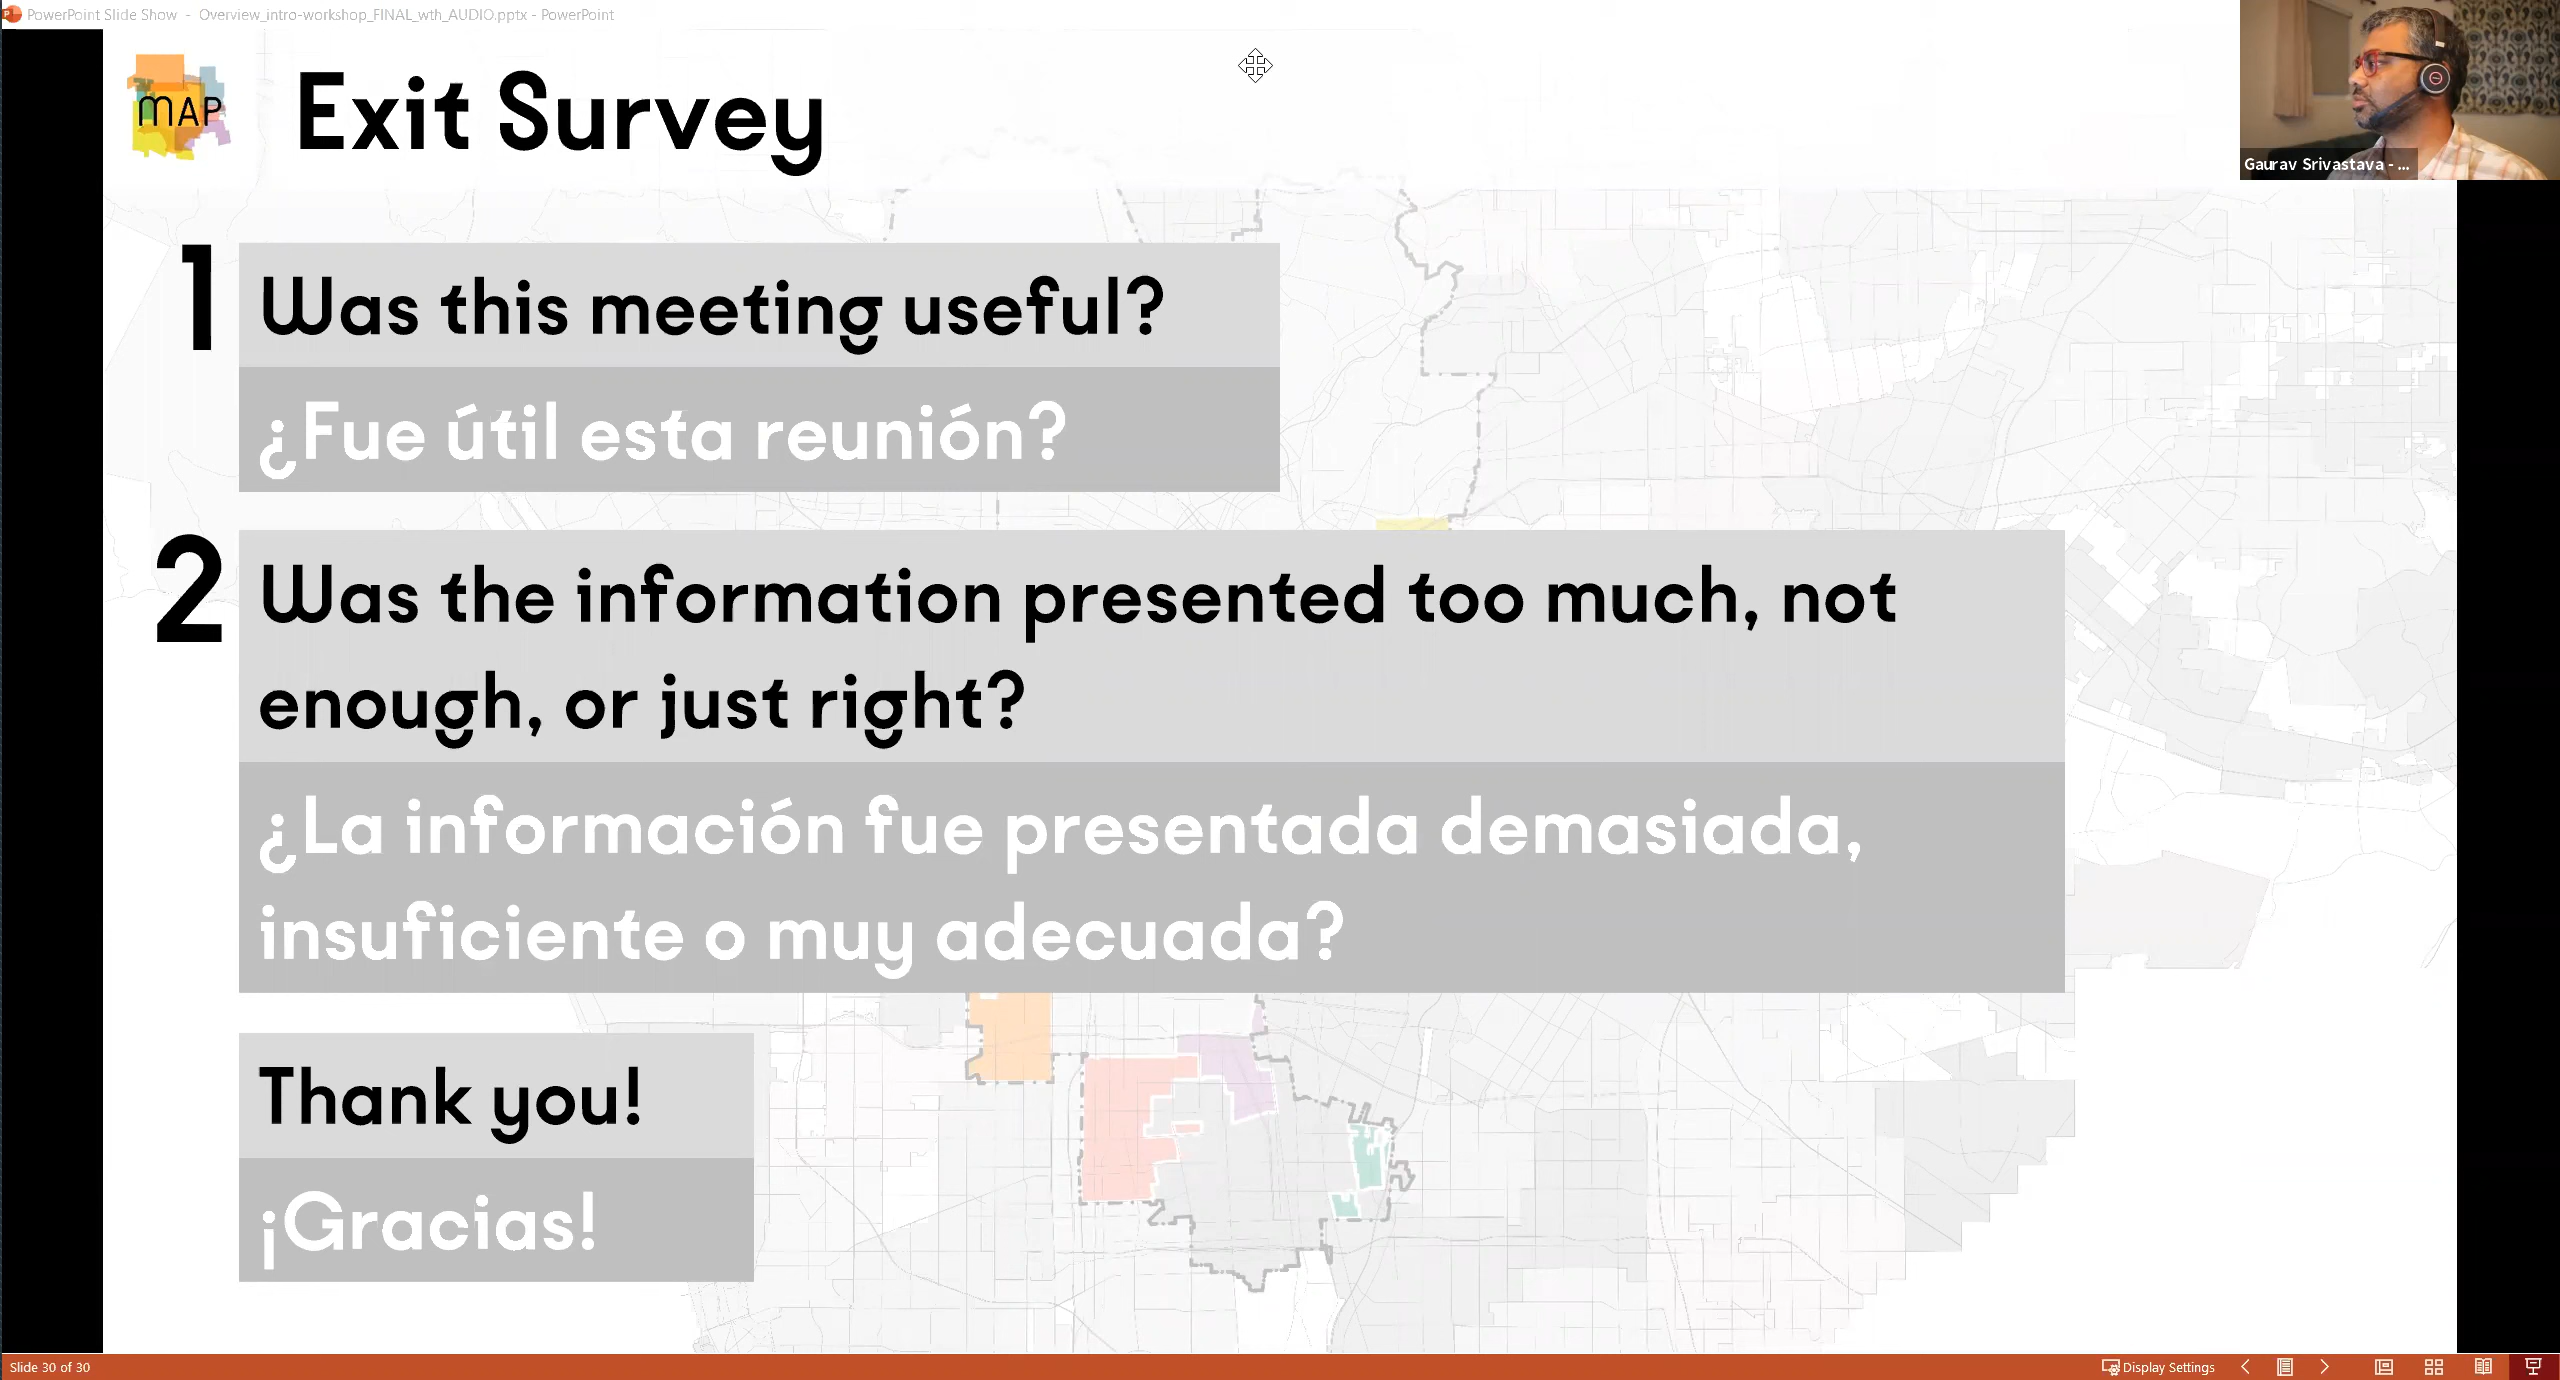 PowerPoint Slide Show - Overview_intro-workshop_FINAL_wth_AUDIO.pptx - PowerPoint
MAP
Exit Survey
Gaurav Srivastava - ...
1
Was this meeting useful?
¿Fue útil esta reunión?
2
Was the information presented too much, not
enough, or just right?
¿La información fue presentada demasiada,
insuficiente o muy adecuada?
Thank you!
¡Gracias!
Slide 30 of 30
Display Settings